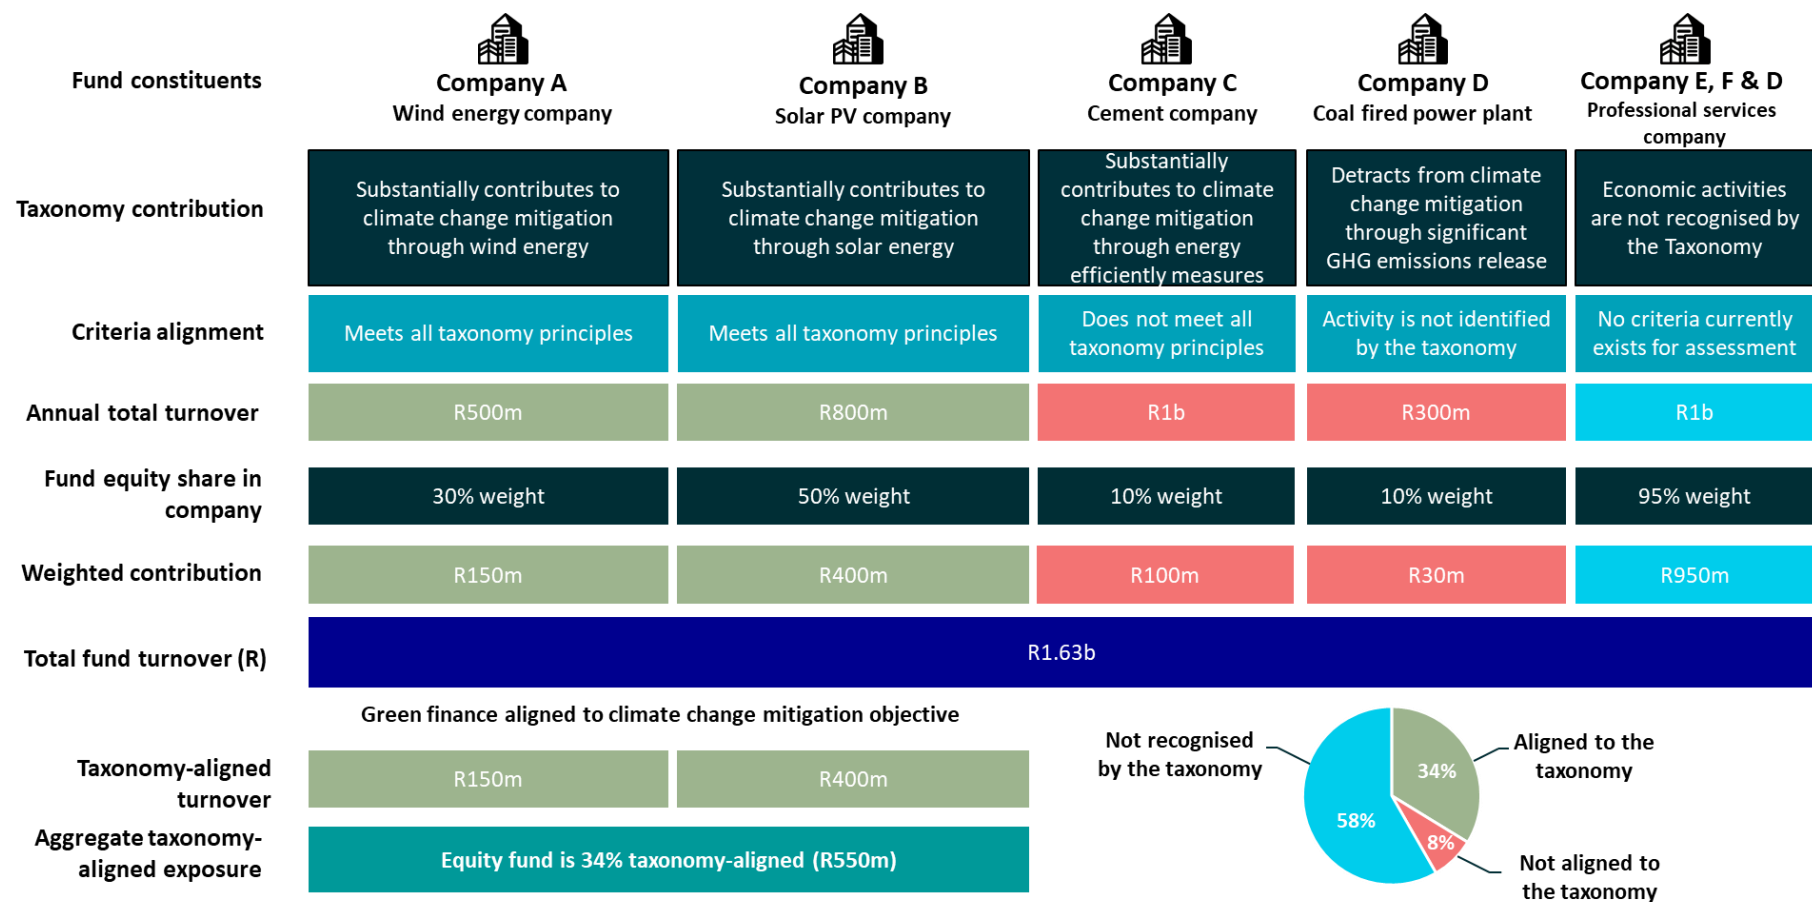 Fund constituents
Company A
Wind energy company
Company B
Solar PV company
Company C
Cement company
Company D
Coal fired power plant
Company E, F & D
Professional services
company
Taxonomy contribution
Substantially contributes to
climate change mitigation
through wind energy
Substantially contributes to
climate change mitigation
through solar energy
Substantially
contributes to climate
change mitigation
through energy
efficiently measures
Detracts from climate
change mitigation
through significant
GHG emissions release
Economic activities
are not recognised by
the Taxonomy
Criteria alignment
Meets all taxonomy principles
Meets all taxonomy principles
Does not meet all
taxonomy principles
Activity is not identified
by the taxonomy
No criteria currently
exists for assessment
Annual total turnover
R500m
R800m
R1b
R300m
R1b
Fund equity share in
company
30% weight
50% weight
10% weight
10% weight
95% weight
Weighted contribution
R150m
R400m
R100m
R30m
R950m
Total fund turnover (R)
R1.63b
Green finance aligned to climate change mitigation objective
Taxonomy-aligned
turnover
R150m
R400m
Aggregate taxonomy-
aligned exposure
Equity fund is 34% taxonomy-aligned (R550m)
Not recognised
by the taxonomy
Aligned to the
taxonomy
34%
58%
8%
Not aligned to
the taxonomy